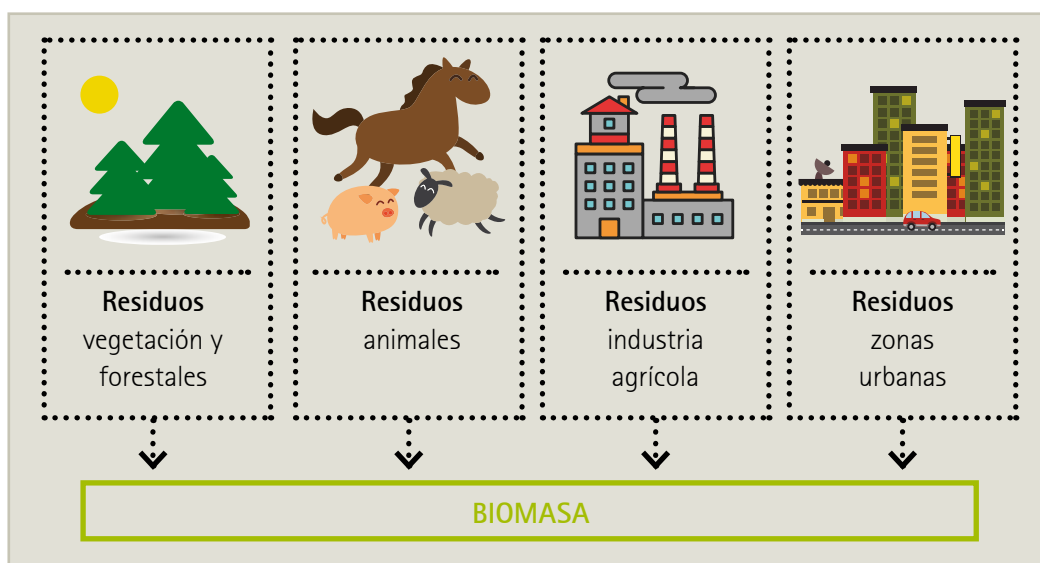 Residuos
vegetación y
forestales
Residuos
animales
Residuos
industria
agrícola
Residuos
zonas
urbanas
BIOMASA